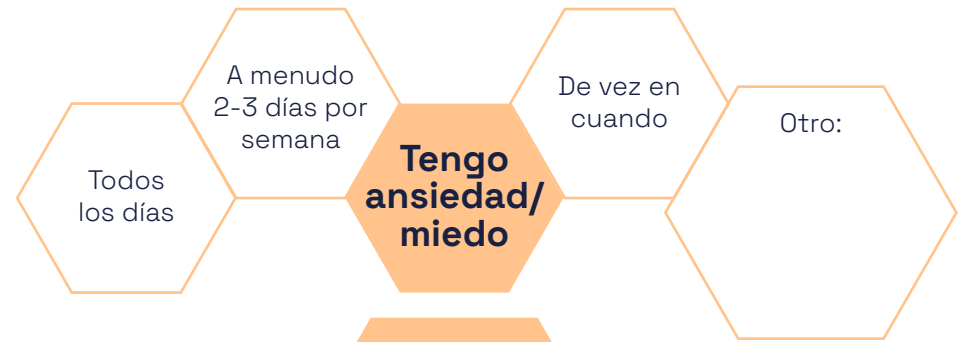 Todos
los días
A menudo
2-3 días por
semana
Tengo
ansiedad/
miedo
De vez en
cuando
Otro: